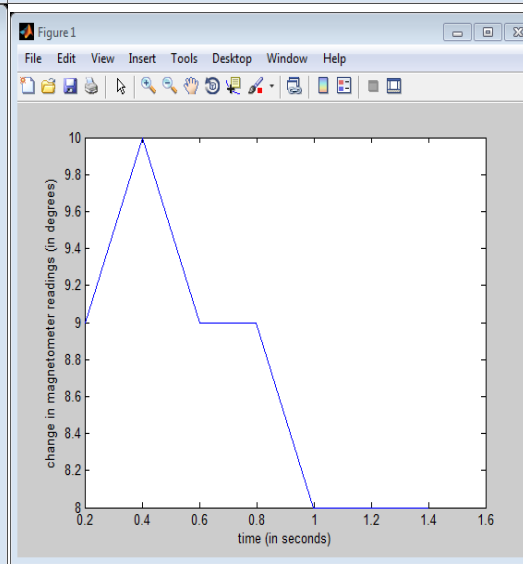 Figure 1
File Edit View Insert Tools Desktop Window Help
10
9.8
9.6
9.4
9.2
9
8.8
8.6
8.4
8.2
8
change in magnetometer readings (in degrees)
0.2 0.4 0.6 0.8 1 1.2 1.4 1.6
time (in seconds)